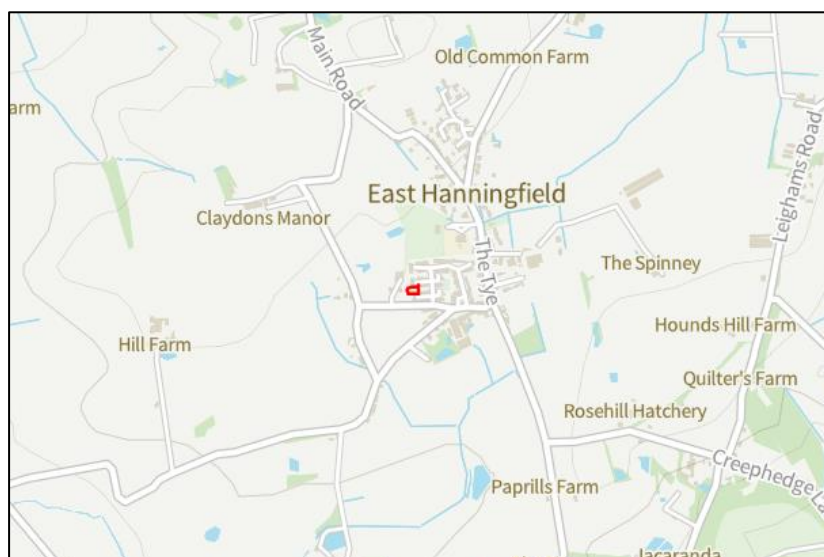 Main Road
Old Common Farm
arm
Leighams Road
East Hanningfield
Claydons Manor
The Tye
The Spinney
Hounds Hill Farm
Hill Farm
Quilter's Farm
Rosehill Hatchery
Creephedge La
Paprills Farm
Jacaranda